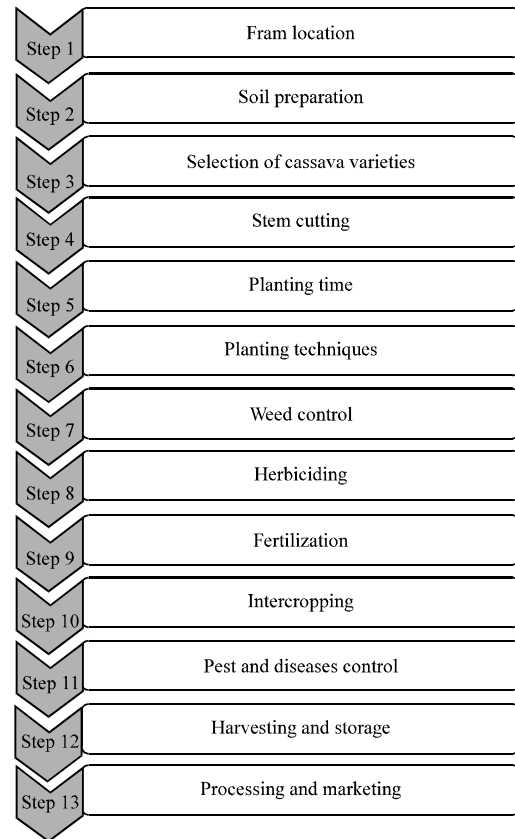 Step 1
Fram location
Step 2
Soil preparation
Step 3
Selection of cassava varieties
Step 4
Stem cutting
Step 5
Planting time
Step 6
Planting techniques
Step 7
Weed control
Step 8
Herbiciding
Step 9
Fertilization
Step 10
Intercropping
Step 11
Pest and diseases control
Step 12
Harvesting and storage
Step 13
Processing and marketing